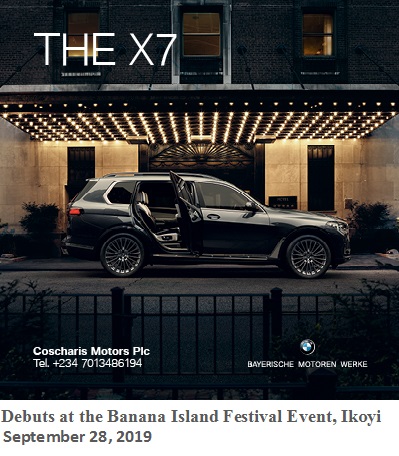 THE X7
Coscharis Motors Plc
Tel. +234 7013486194
BAYERISCHE MOTOREN WERKE
Debuts at the Banana Island Festival Event, Ikoyi
September 28, 2019